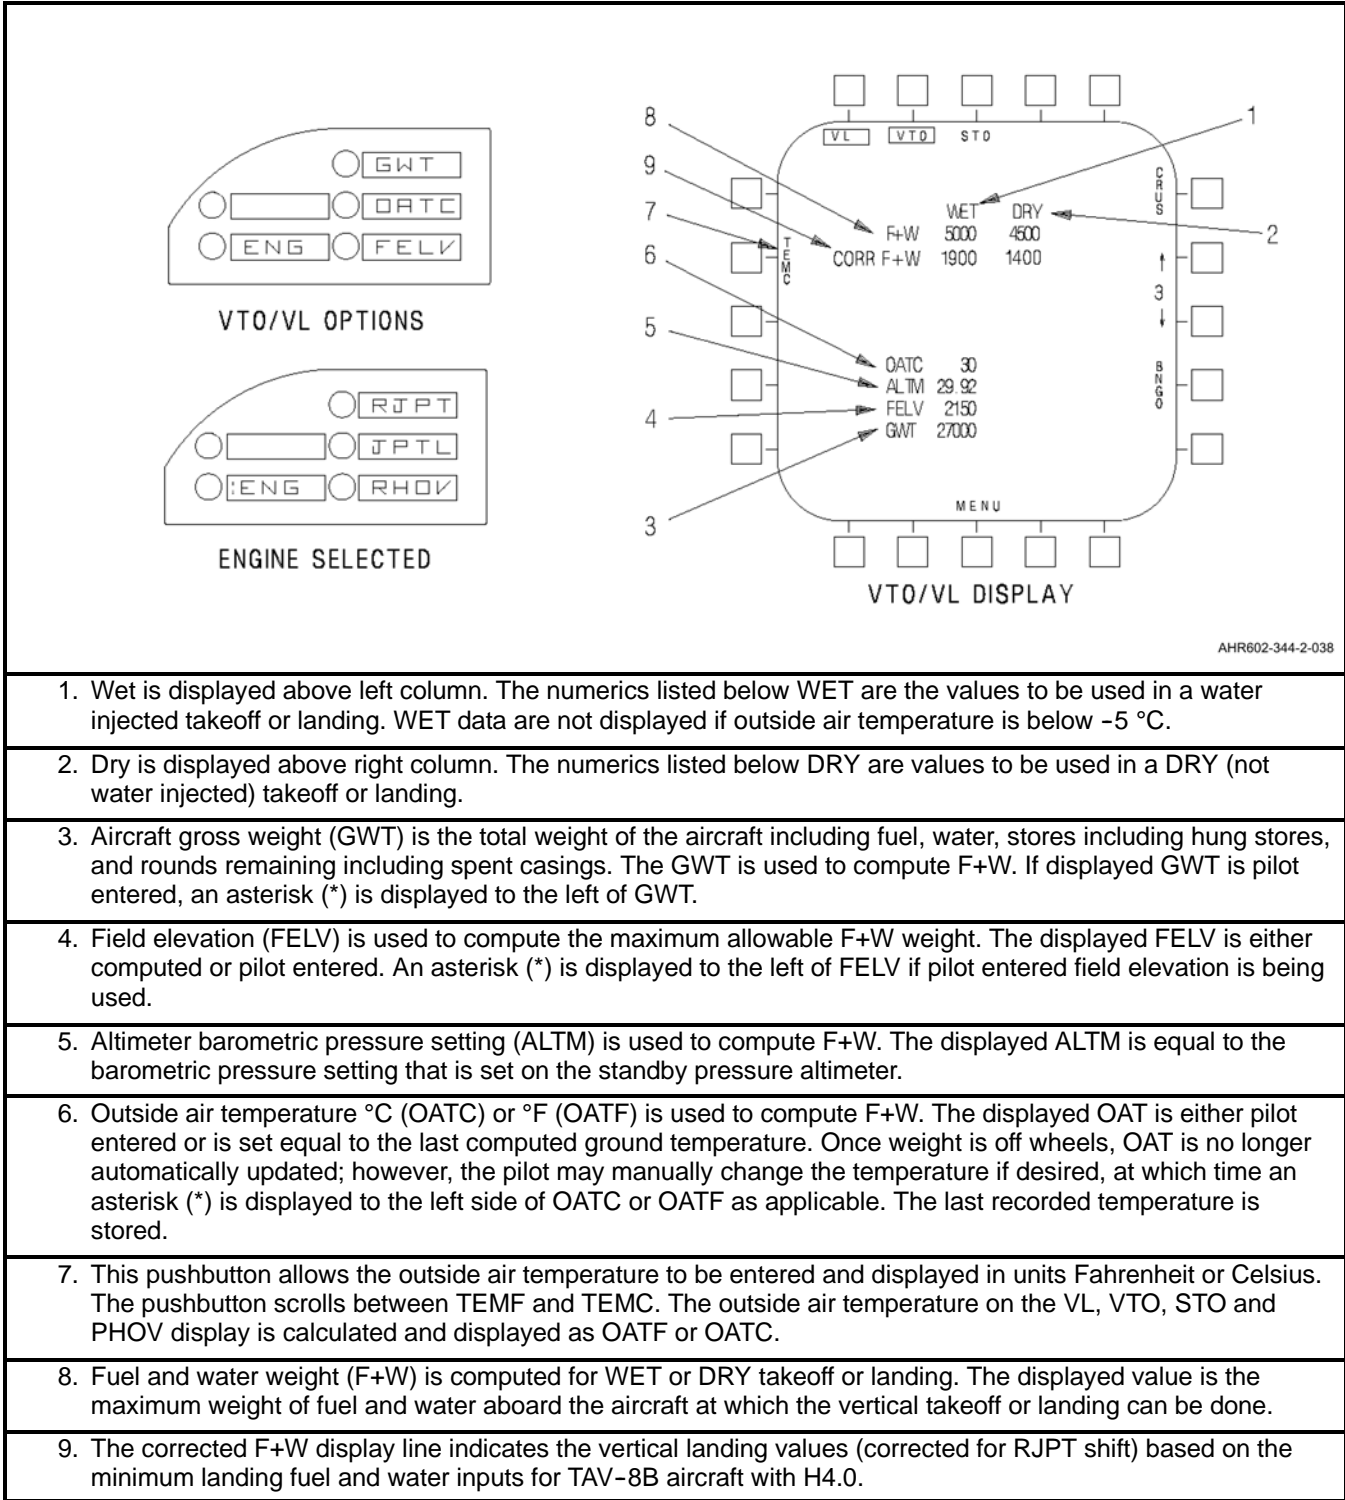 GWT
OATC
ENG FELV
VTO/VL OPTIONS
RJPT
JPTL
:ENG RHOV
ENGINE SELECTED
8
9
7
6
5
4
3
1
2
VL VTO STO
CRUS
WET DRY
F+W 5000 4500
TEMC
CORR F+W 1900 1400
3
OATC 30
ALTM 29.92
FELV 2150
GWT 27000
BNGO
MENU
VTO/VL DISPLAY
AHR602-344-2-038
1. Wet is displayed above left column. The numerics listed below WET are the values to be used in a water
injected takeoff or landing. WET data are not displayed if outside air temperature is below -5 °C.
2. Dry is displayed above right column. The numerics listed below DRY are values to be used in a DRY (not
water injected) takeoff or landing.
3. Aircraft gross weight (GWT) is the total weight of the aircraft including fuel, water, stores including hung stores,
and rounds remaining including spent casings. The GWT is used to compute F+W. If displayed GWT is pilot
entered, an asterisk (*) is displayed to the left of GWT.
4. Field elevation (FELV) is used to compute the maximum allowable F+W weight. The displayed FELV is either
computed or pilot entered. An asterisk (*) is displayed to the left of FELV if pilot entered field elevation is being
used.
5. Altimeter barometric pressure setting (ALTM) is used to compute F+W. The displayed ALTM is equal to the
barometric pressure setting that is set on the standby pressure altimeter.
6. Outside air temperature °C (OATC) or °F (OATF) is used to compute F+W. The displayed OAT is either pilot
entered or is set equal to the last computed ground temperature. Once weight is off wheels, OAT is no longer
automatically updated; however, the pilot may manually change the temperature if desired, at which time an
asterisk (*) is displayed to the left side of OATC or OATF as applicable. The last recorded temperature is
stored.
7. This pushbutton allows the outside air temperature to be entered and displayed in units Fahrenheit or Celsius.
The pushbutton scrolls between TEMF and TEMC. The outside air temperature on the VL, VTO, STO and
PHOV display is calculated and displayed as OATF or OATC.
8. Fuel and water weight (F+W) is computed for WET or DRY takeoff or landing. The displayed value is the
maximum weight of fuel and water aboard the aircraft at which the vertical takeoff or landing can be done.
9. The corrected F+W display line indicates the vertical landing values (corrected for RJPT shift) based on the
minimum landing fuel and water inputs for TAV-8B aircraft with H4.0.